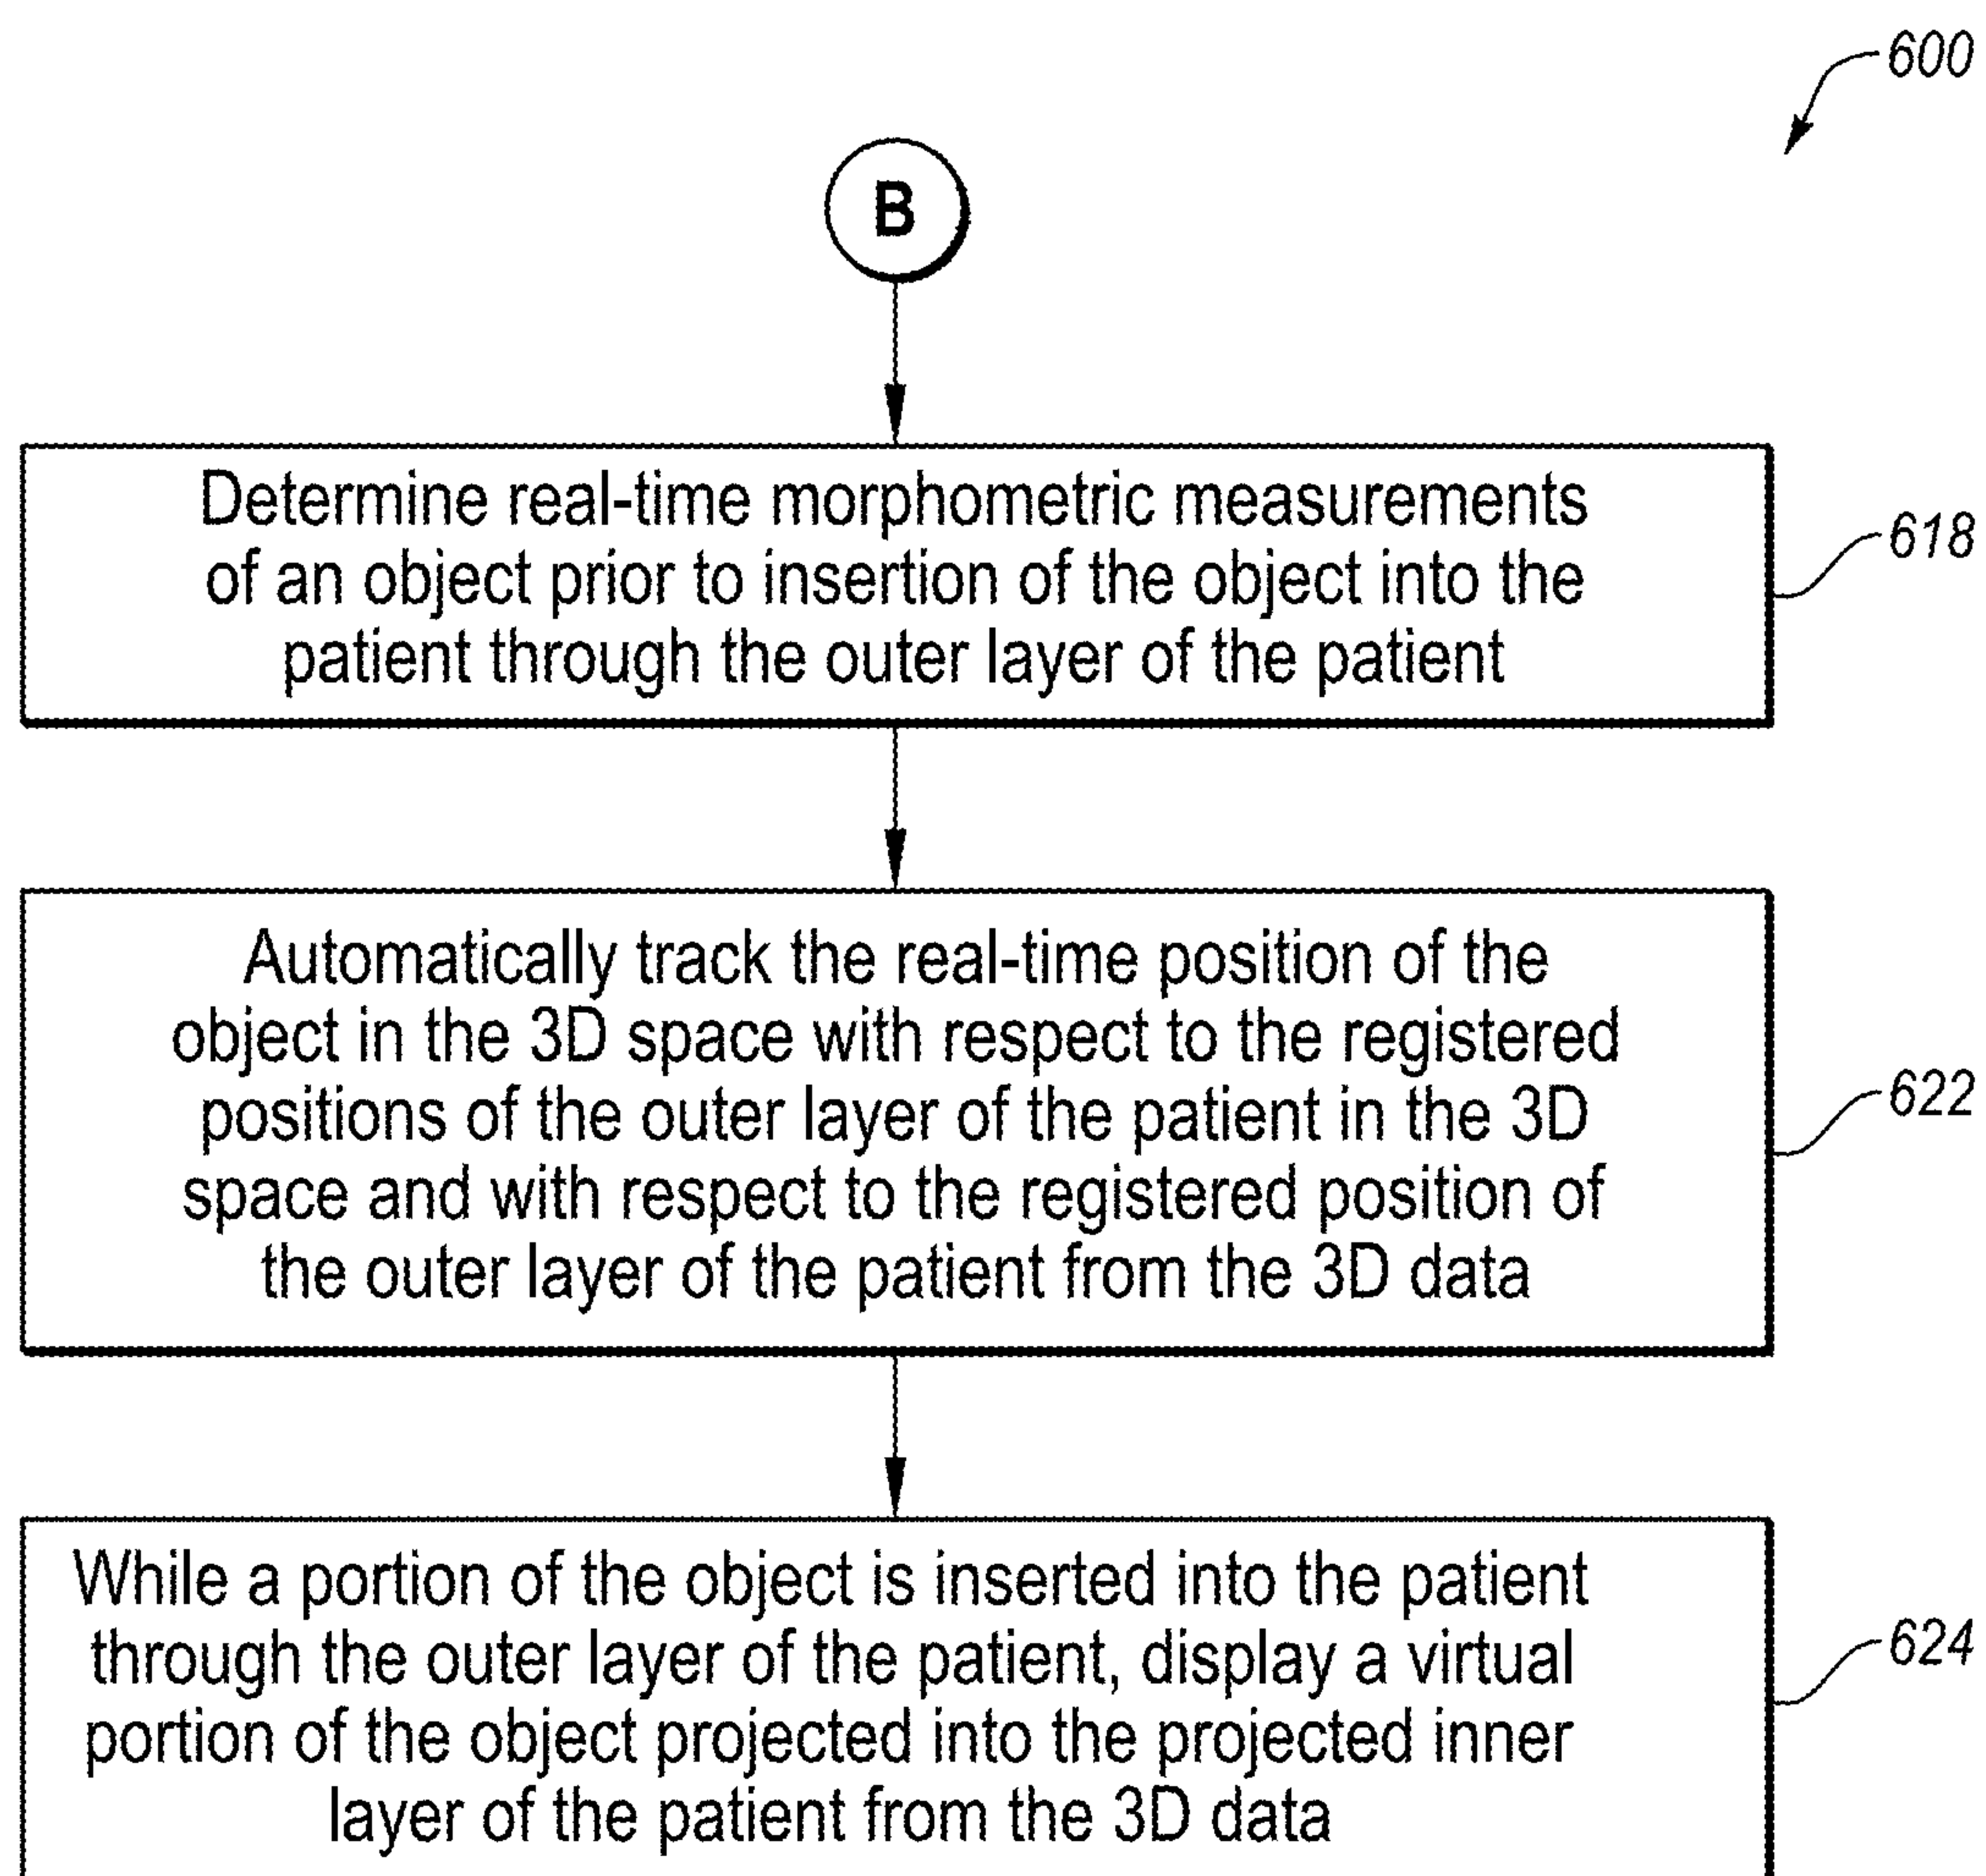 600
B
Determine real-time morphometric measurements
of an object prior to insertion of the object into the
patient through the outer layer of the patient
618
Automatically track the real-time position of the
object in the 3D space with respect to the registered
positions of the outer layer of the patient in the 3D
space and with respect to the registered position of
the outer layer of the patient from the 3D data
622
While a portion of the object is inserted into the patient
through the outer layer of the patient, display a virtual
portion of the object projected into the projected inner
layer of the patient from the 3D data
624